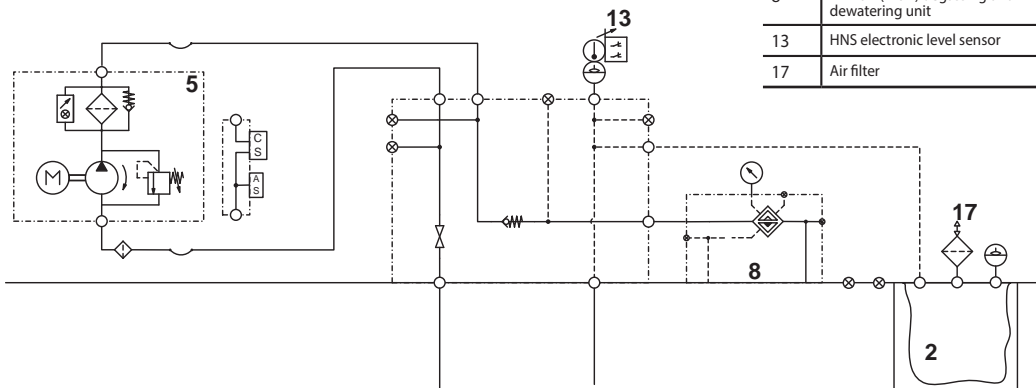 dewatering unit
13 HNS electronic level sensor
17 Air filter
13
5
C
S
A
S
M
17
8
2